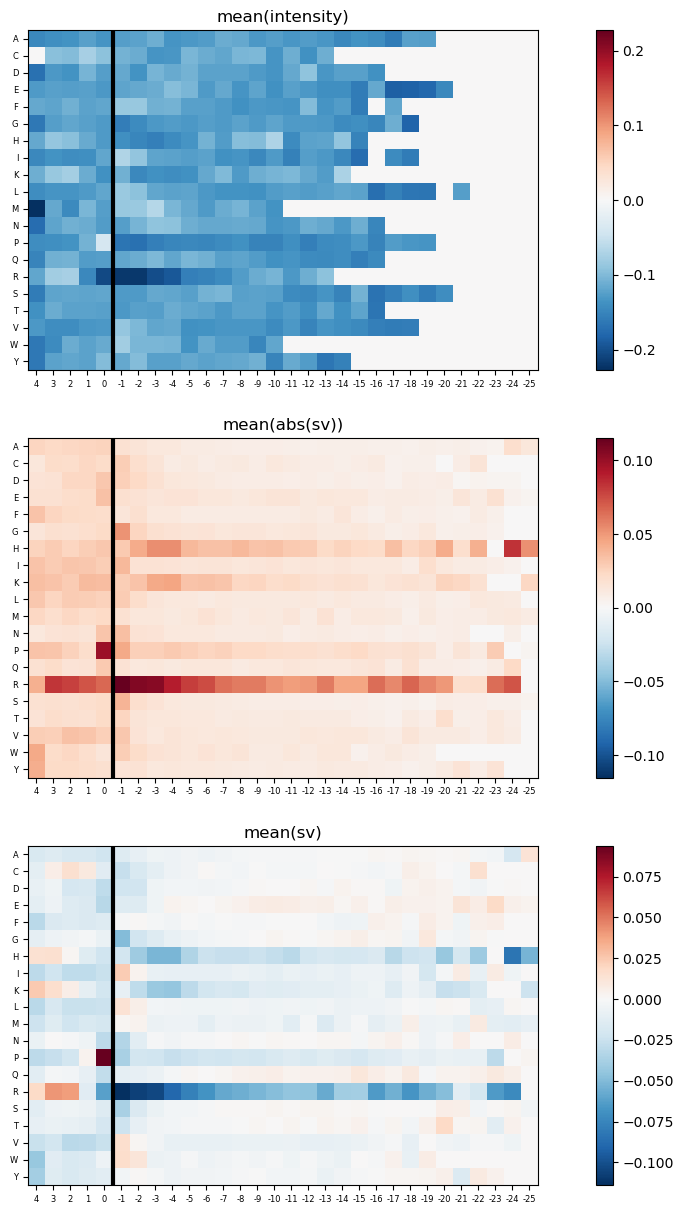 mean(intensity)
A
C
D
E
F
G
H
I
K
L
M
N
P
Q
R
S
T
V
W
Y
4 3 2 1 0 -1 -2 -3 -4 -5 -6 -7 -8 -9 -10 -11 -12 -13 -14 -15 -16 -17 -18 -19 -20 -21 -22 -23 -24 -25
0.2
0.1
0.0
−0.1
−0.2
mean(abs(sv))
A
C
D
E
F
G
H
I
K
L
M
N
P
Q
R
S
T
V
W
Y
4 3 2 1 0 -1 -2 -3 -4 -5 -6 -7 -8 -9 -10 -11 -12 -13 -14 -15 -16 -17 -18 -19 -20 -21 -22 -23 -24 -25
0.10
0.05
0.00
−0.05
−0.10
mean(sv)
A
C
D
E
F
G
H
I
K
L
M
N
P
Q
R
S
T
V
W
Y
4 3 2 1 0 -1 -2 -3 -4 -5 -6 -7 -8 -9 -10 -11 -12 -13 -14 -15 -16 -17 -18 -19 -20 -21 -22 -23 -24 -25
0.075
0.050
0.025
0.000
−0.025
−0.050
−0.075
−0.100